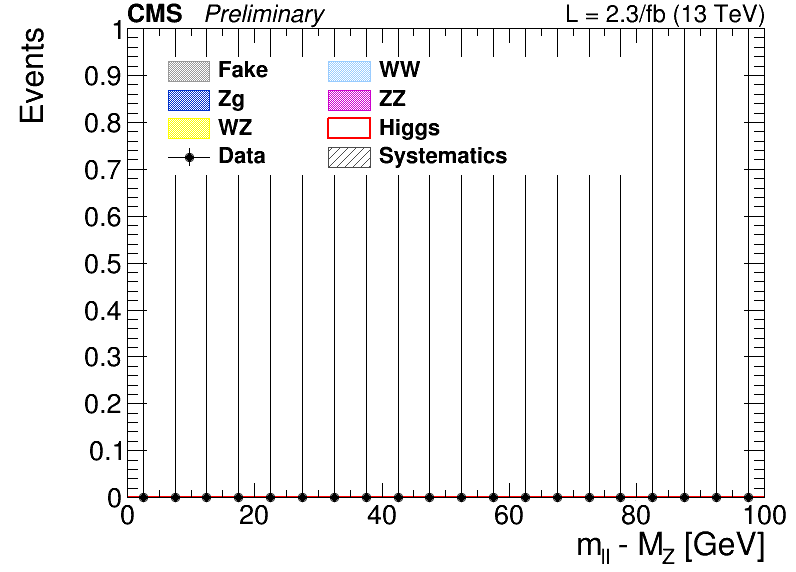 CMS Preliminary L = 2.3/fb (13 TeV)
Events
1
0.9
0.8
0.7
0.6
0.5
0.4
0.3
0.2
0.1
0
Fake WW
Zg ZZ
WZ Higgs
Data Systematics
0 20 40 60 80 100
m_ll - M_Z [GeV]